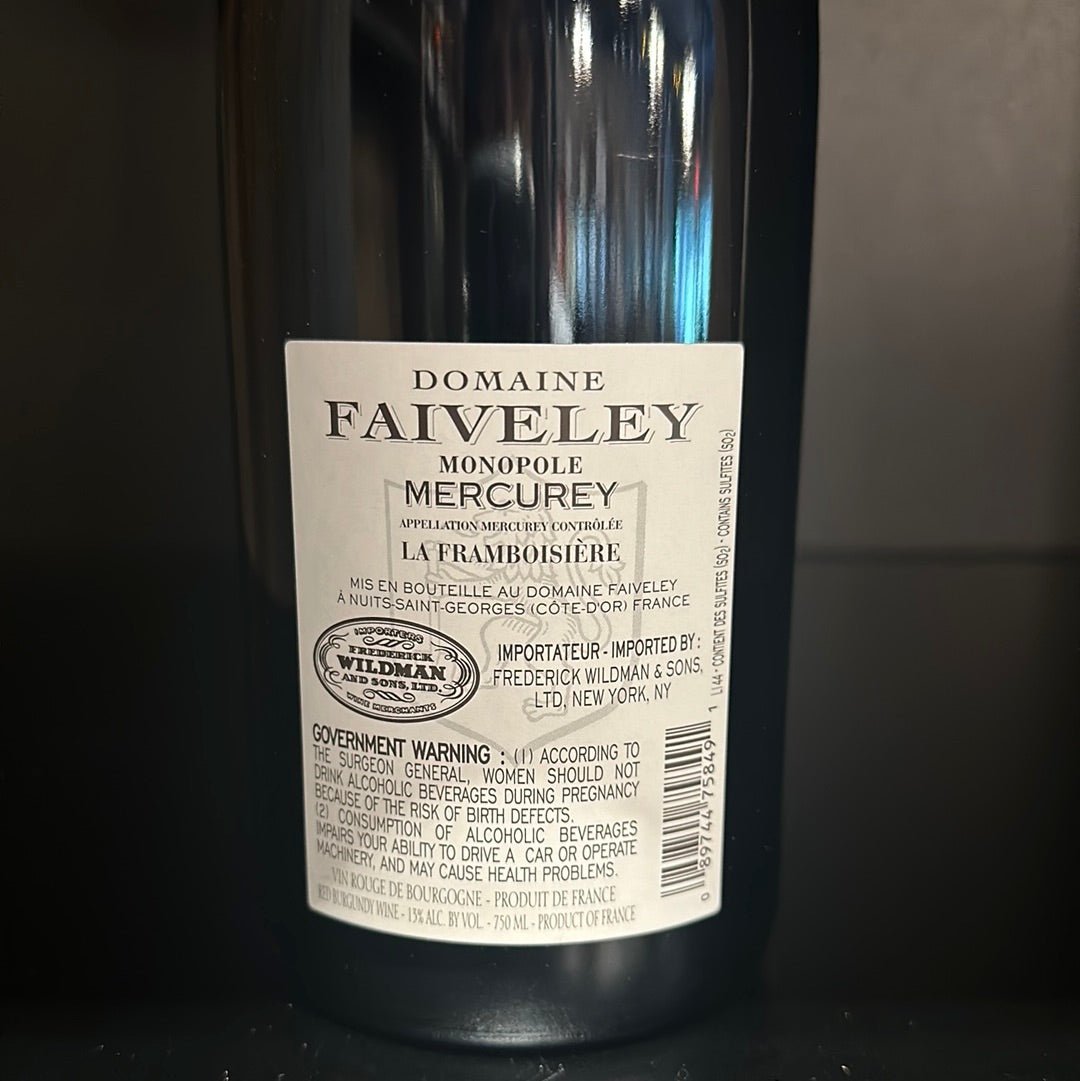 DOMAINE
FAIVELEY
MONOPOLE
MERCUREY
APPELLATION MERCUREY CONTRÔLÉE
LA FRAMBOISIÈRE
MIS EN BOUTEILLE AU DOMAINE FAIVELEY
À NUITS-SAINT-GEORGES (CÔTE-D'OR) FRANCE
IMPORTERS
FREDERICK
WILDMAN
AND SONS, LTD.
WINE MERCHANTS
IMPORTATEUR - IMPORTED BY :
FREDERICK WILDMAN & SONS,
LTD, NEW YORK, NY
GOVERNMENT WARNING : (1) ACCORDING TO
THE SURGEON GENERAL, WOMEN SHOULD NOT
DRINK ALCOHOLIC BEVERAGES DURING PREGNANCY
BECAUSE OF THE RISK OF BIRTH DEFECTS.
(2) CONSUMPTION OF ALCOHOLIC BEVERAGES
IMPAIRS YOUR ABILITY TO DRIVE A CAR OR OPERATE
MACHINERY, AND MAY CAUSE HEALTH PROBLEMS.
VIN ROUGE DE BOURGOGNE - PRODUIT DE FRANCE
RED BURGUNDY WINE - 13% ALC. BY VOL. - 750 ML - PRODUCT OF FRANCE
0 89744 75849 1
L144 - CONTIENT DES SULFITES (SO2) - CONTAINS SULFITES (SO2)